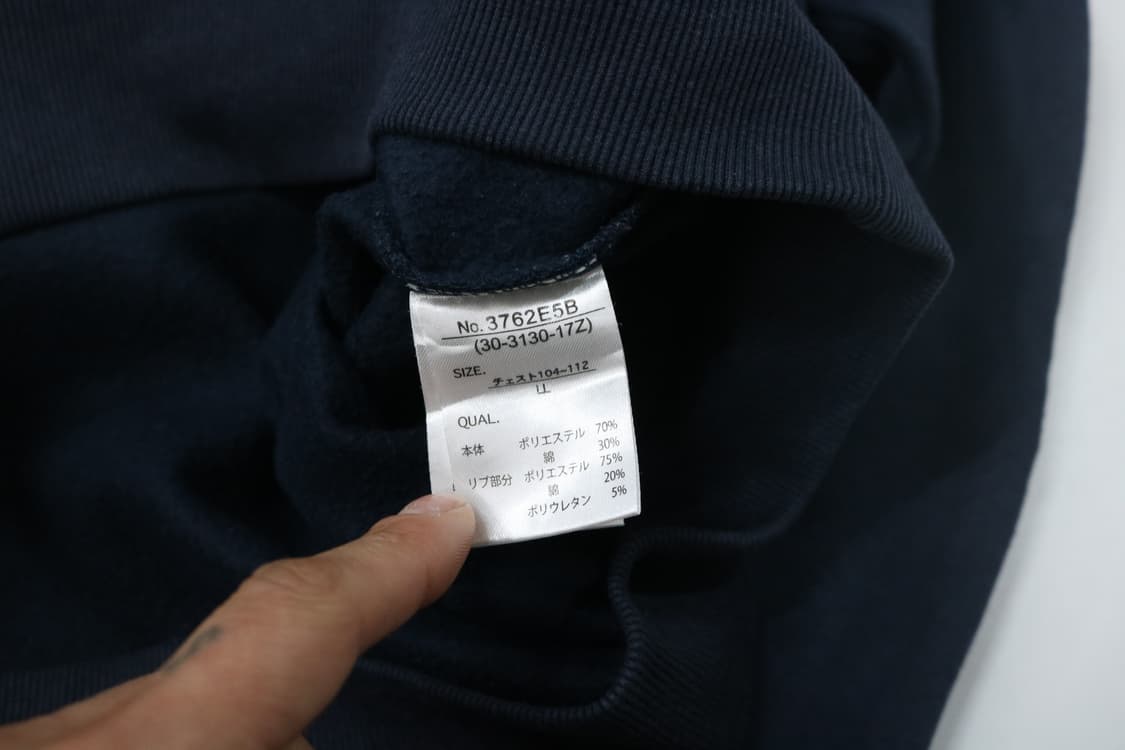 No. 3762E5B
(30-3130-17Z)
SIZE. チェスト104~112
LL
QUAL.
本体 ポリエステル 70%
綿 30%
リブ部分 ポリエステル 75%
綿 20%
ポリウレタン 5%